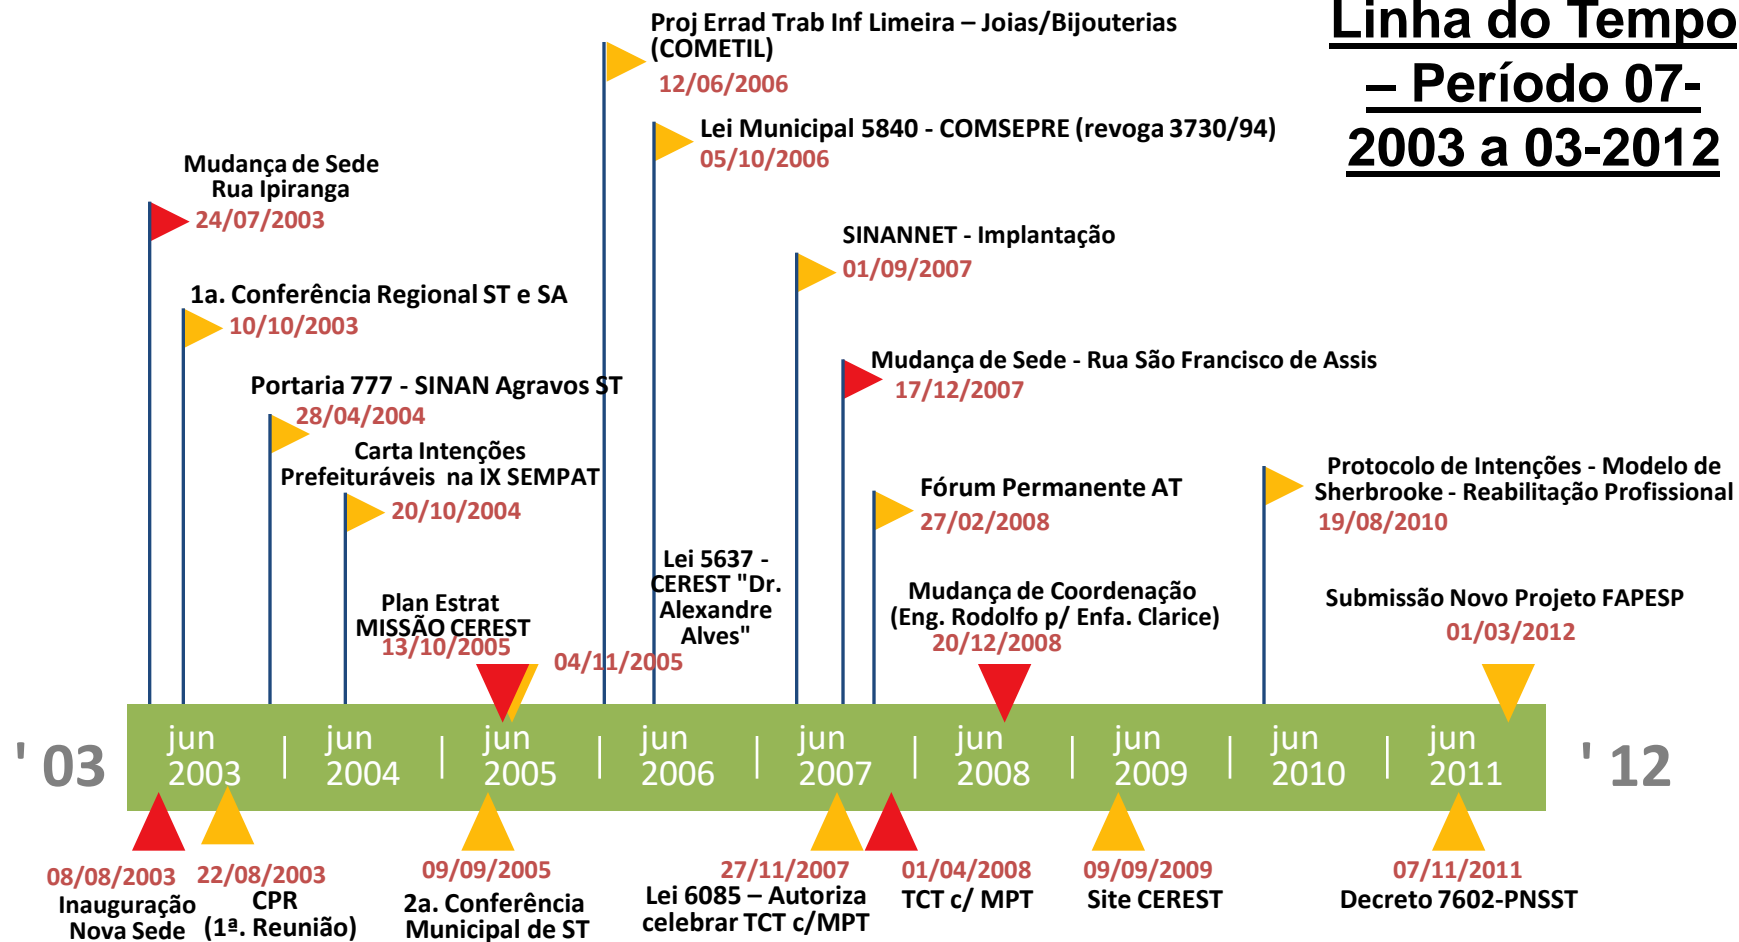 Linha do Tempo
– Período 07-
2003 a 03-2012
Proj Errad Trab Inf Limeira – Joias/Bijouterias
(COMETIL)
12/06/2006
Lei Municipal 5840 - COMSEPRE (revoga 3730/94)
05/10/2006
Mudança de Sede
Rua Ipiranga
24/07/2003
SINANNET - Implantação
01/09/2007
1a. Conferência Regional ST e SA
10/10/2003
Mudança de Sede - Rua São Francisco de Assis
17/12/2007
Portaria 777 - SINAN Agravos ST
28/04/2004
Carta Intenções
Prefeituráveis na IX SEMPAT
20/10/2004
Fórum Permanente AT
27/02/2008
Protocolo de Intenções - Modelo de
Sherbrooke - Reabilitação Profissional
19/08/2010
Plan Estrat
MISSÃO CEREST
13/10/2005
04/11/2005
Lei 5637 -
CEREST "Dr.
Alexandre
Alves"
Mudança de Coordenação
(Eng. Rodolfo p/ Enfa. Clarice)
20/12/2008
Submissão Novo Projeto FAPESP
01/03/2012
' 03
jun
2003
jun
2004
jun
2005
jun
2006
jun
2007
jun
2008
jun
2009
jun
2010
jun
2011
' 12
08/08/2003
Inauguração
Nova Sede
22/08/2003
CPR
(1ª. Reunião)
09/09/2005
2a. Conferência
Municipal de ST
27/11/2007
Lei 6085 – Autoriza
celebrar TCT c/MPT
01/04/2008
TCT c/ MPT
09/09/2009
Site CEREST
07/11/2011
Decreto 7602-PNSST